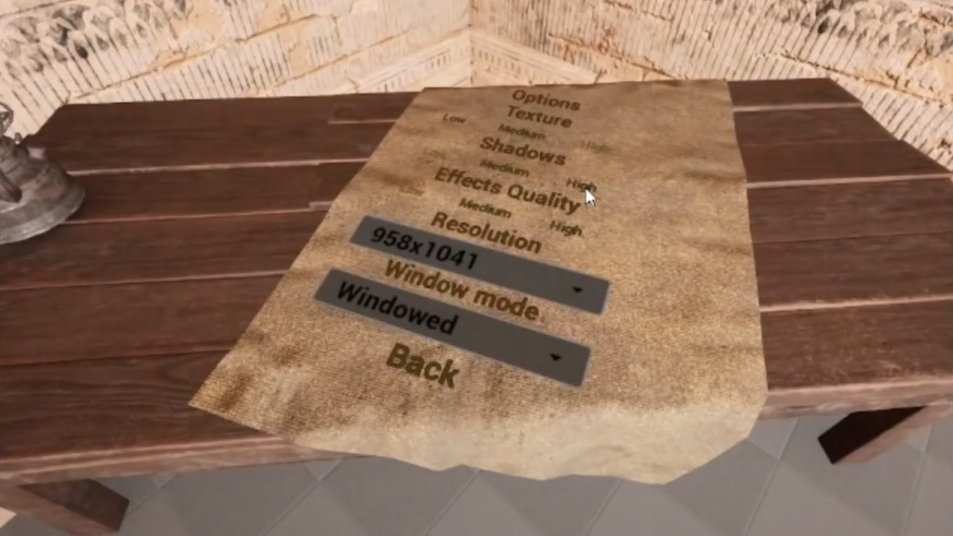 Options
Texture
Low Medium High
Shadows
Low Medium High
Effects Quality
Low Medium High
Resolution
958x1041
Window mode
Windowed
Back